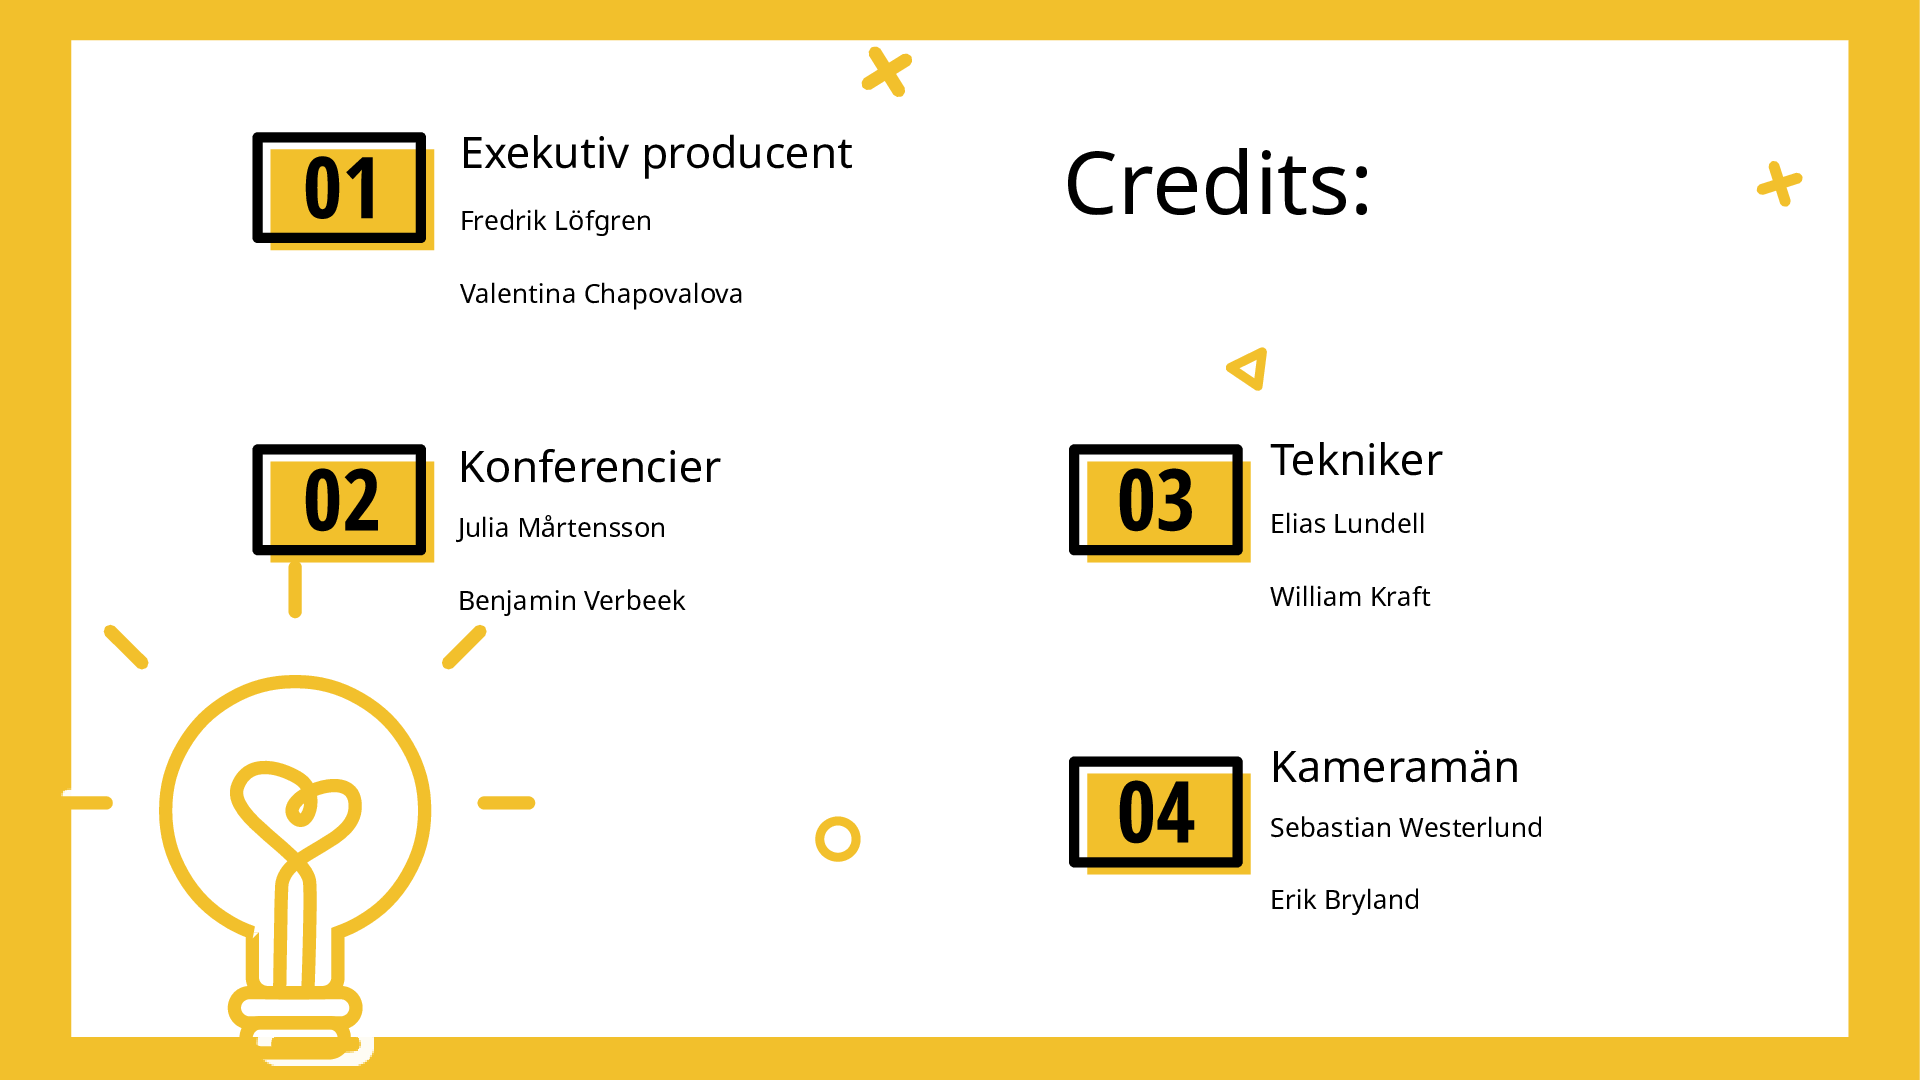 Credits:
01
Exekutiv producent
Fredrik Löfgren
Valentina Chapovalova
02
Konferencier
Julia Mårtensson
Benjamin Verbeek
03
Tekniker
Elias Lundell
William Kraft
04
Kameramän
Sebastian Westerlund
Erik Bryland